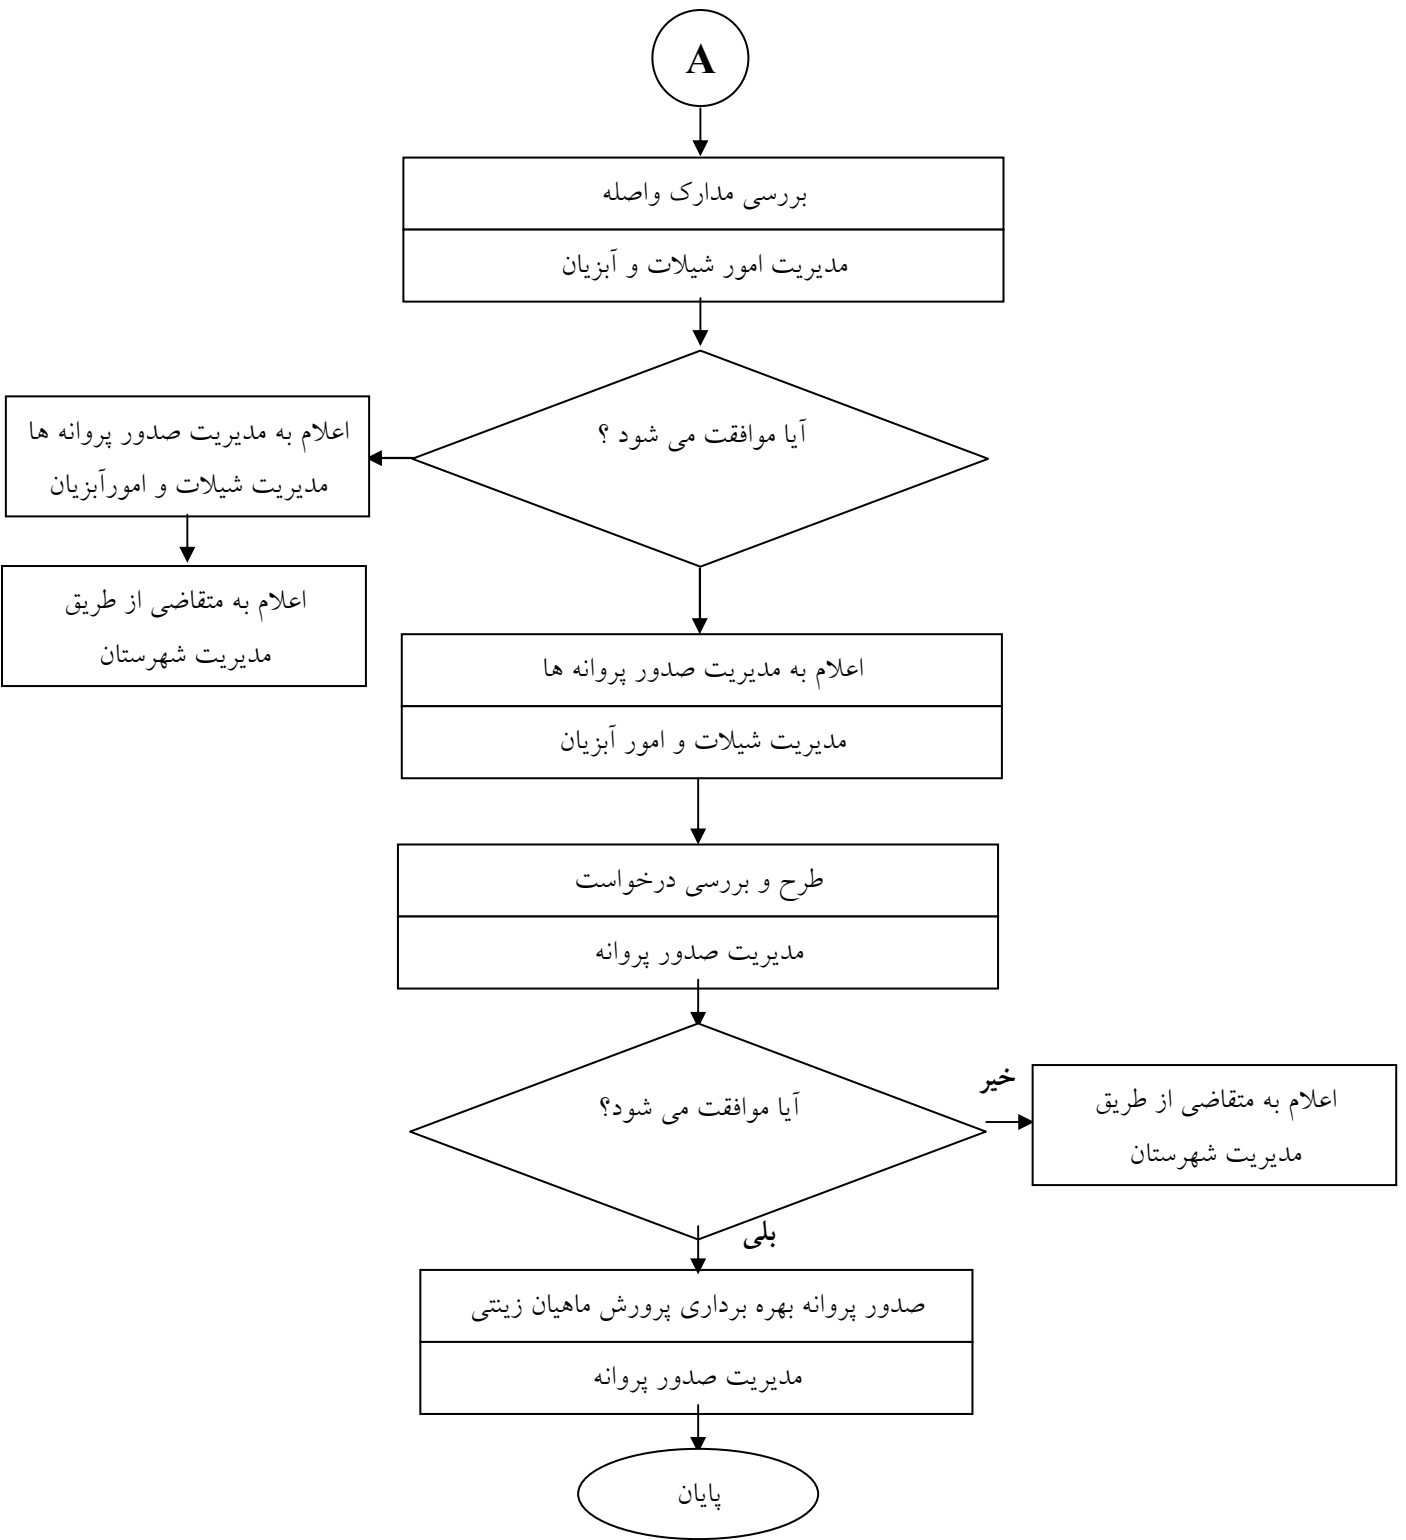 A
بررسی مدارک واصله
مدیریت امور شیلات و آبزیان
آیا موافقت می شود ؟
اعلام به مدیریت صدور پروانه ها
مدیریت شیلات و امورآبزیان
اعلام به متقاضی از طریق
مدیریت شهرستان
اعلام به مدیریت صدور پروانه ها
مدیریت شیلات و امور آبزیان
طرح و بررسی درخواست
مدیریت صدور پروانه
آیا موافقت می شود؟
خیر
اعلام به متقاضی از طریق
مدیریت شهرستان
بلی
صدور پروانه بهره برداری پرورش ماهیان زینتی
مدیریت صدور پروانه
پایان